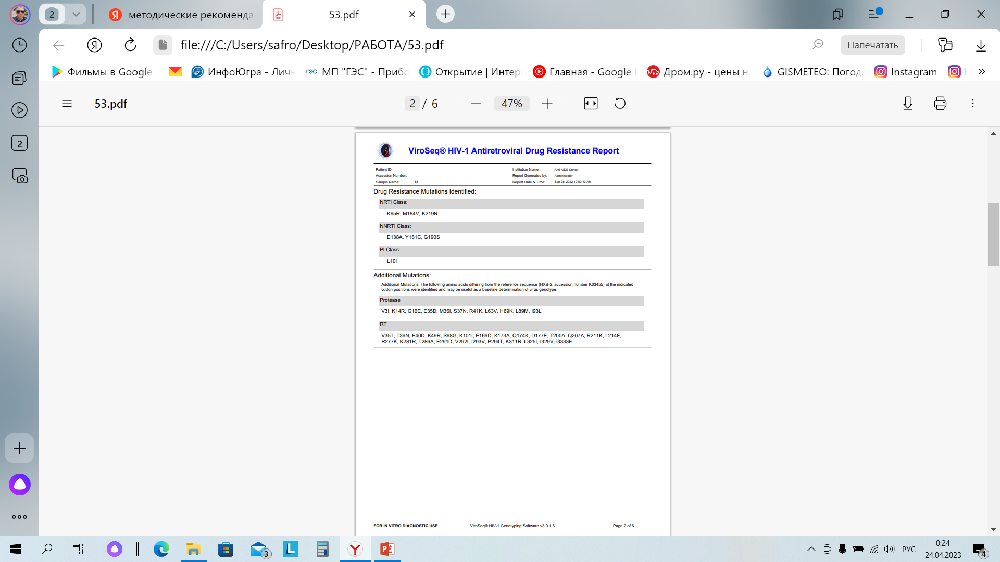 2
методические рекоменда
53.pdf
file:///C:/Users/safro/Desktop/РАБОТА/53.pdf
Напечатать
Фильмы в Google
ИнфоЮгра - Личн
гэс МП "ГЭС" - Прибо
Открытие | Интер
Главная - Google
Дром.ру - цены на
GISMETEO: Погода
Instagram
53.pdf
2 / 6
47%
2
ViroSeq® HIV-1 Antiretroviral Drug Resistance Report
Patient ID: ----- Institution Name: Anti-AIDS Center
Accession Number: ----- Report Generated by: Administrator
Sample Name: 53 Report Date & Time: Sep 28, 2022 10:59:43 AM
Drug Resistance Mutations Identified:
NRTI Class:
K65R, M184V, K219N
NNRTI Class:
E138A, Y181C, G190S
PI Class:
L10I
Additional Mutations:
Additional Mutations: The following amino acids differing from the reference sequence (HXB-2, accession number K03455) at the indicated
codon positions were identified and may be useful as a baseline determination of virus genotype.
Protease
V3I, K14R, G16E, E35D, M36I, S37N, R41K, L63V, H69K, L89M, I93L
RT
V35T, T39N, E40D, K49R, S68G, K101I, E169D, K173A, Q174K, D177E, T200A, Q207A, R211K, L214F,
R277K, K281R, T286A, E291D, V292I, I293V, P294T, K311R, L325I, I329V, G333E
FOR IN VITRO DIAGNOSTIC USE ViroSeq® HIV-1 Genotyping Software v3.0.1.6 Page 2 of 6
3
L
РУС
0:24
24.04.2023
4